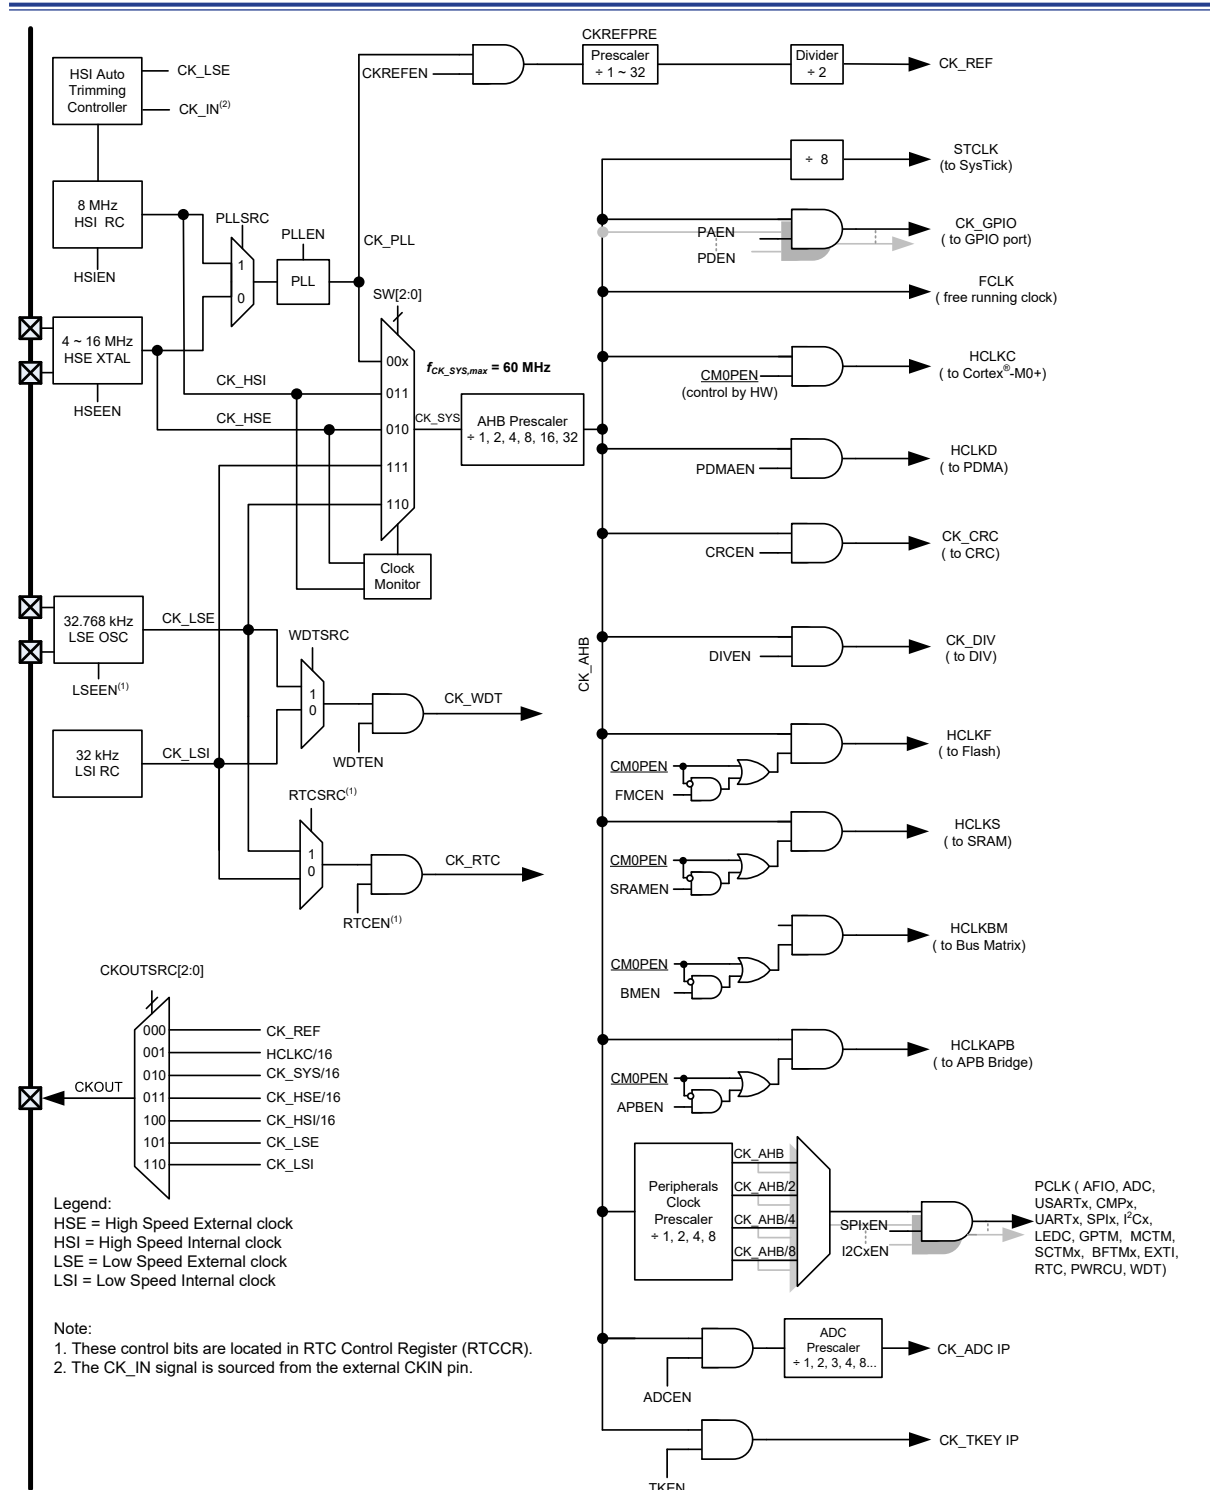 CKREFPRE
Prescaler
÷ 1 ~ 32
Divider
÷ 2
CK_REF
CKREFEN
HSI Auto
Trimming
Controller
CK_LSE
CK_IN(2)
÷ 8
STCLK
(to SysTick)
8 MHz
HSI RC
HSIEN
PLLSRC
1
0
PLLEN
PLL
CK_PLL
PAEN
PDEN
CK_GPIO
( to GPIO port)
FCLK
( free running clock)
4 ~ 16 MHz
HSE XTAL
HSEEN
SW[2:0]
00x
011
010
111
110
fCK_SYS,max = 60 MHz
CK_HSI
CK_HSE
CK_SYS
AHB Prescaler
÷ 1, 2, 4, 8, 16, 32
CM0PEN
(control by HW)
HCLKC
( to Cortex®-M0+)
PDMAEN
HCLKD
( to PDMA)
Clock
Monitor
CRCEN
CK_CRC
( to CRC)
32.768 kHz
LSE OSC
LSEEN(1)
CK_LSE
WDTSRC
1
0
CK_WDT
WDTEN
CK_AHB
DIVEN
CK_DIV
( to DIV)
32 kHz
LSI RC
CK_LSI
CM0PEN
FMCEN
HCLKF
( to Flash)
RTCSRC(1)
1
0
CK_RTC
RTCEN(1)
CM0PEN
SRAMEN
HCLKS
( to SRAM)
CM0PEN
BMEN
HCLKBM
( to Bus Matrix)
CKOUTSRC[2:0]
000 CK_REF
001 HCLKC/16
010 CK_SYS/16
011 CK_HSE/16
100 CK_HSI/16
101 CK_LSE
110 CK_LSI
CKOUT
CM0PEN
APBEN
HCLKAPB
( to APB Bridge)
Peripherals
Clock
Prescaler
÷ 1, 2, 4, 8
CK_AHB
CK_AHB/2
CK_AHB/4
CK_AHB/8
SPIxEN
I2CxEN
PCLK ( AFIO, ADC,
USARTx, CMPx,
UARTx, SPIx, I2Cx,
LEDC, GPTM, MCTM,
SCTMx, BFTMx, EXTI,
RTC, PWRCU, WDT)
Legend:
HSE = High Speed External clock
HSI = High Speed Internal clock
LSE = Low Speed External clock
LSI = Low Speed Internal clock
Note:
1. These control bits are located in RTC Control Register (RTCCR).
2. The CK_IN signal is sourced from the external CKIN pin.
ADCEN
ADC
Prescaler
÷ 1, 2, 3, 4, 8...
CK_ADC IP
CK_TKEY IP
TKEN